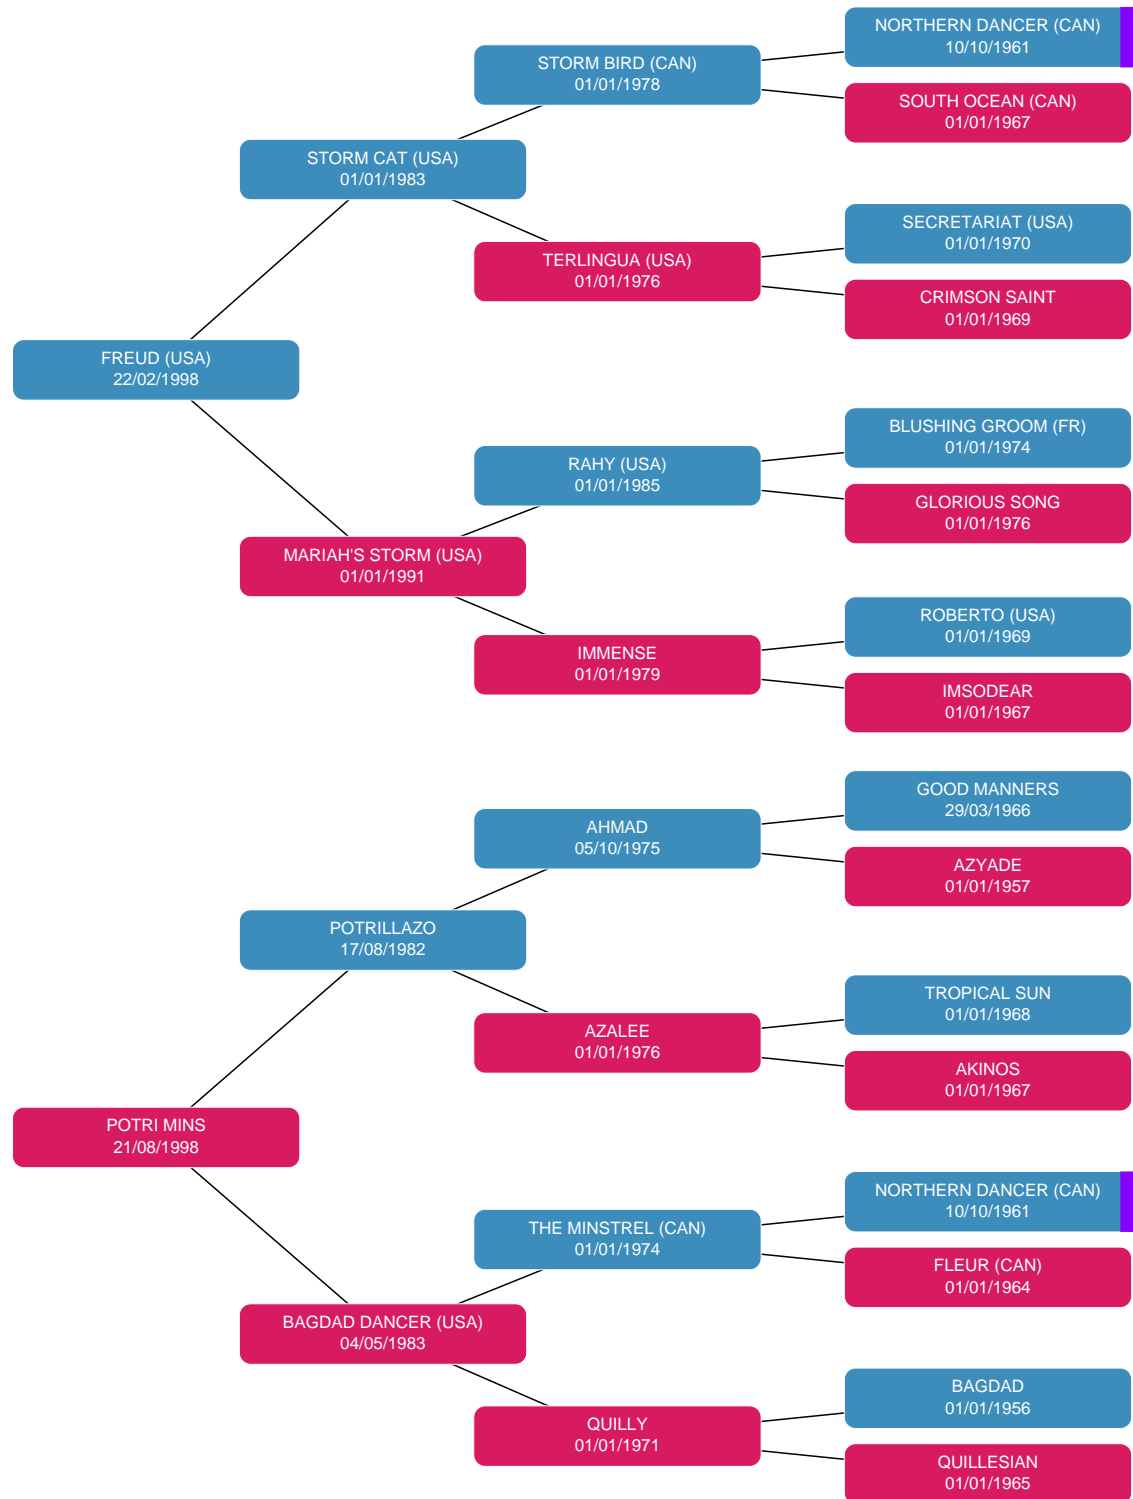 NORTHERN DANCER (CAN)
10/10/1961
STORM BIRD (CAN)
01/01/1978
SOUTH OCEAN (CAN)
01/01/1967
STORM CAT (USA)
01/01/1983
SECRETARIAT (USA)
01/01/1970
TERLINGUA (USA)
01/01/1976
CRIMSON SAINT
01/01/1969
FREUD (USA)
22/02/1998
BLUSHING GROOM (FR)
01/01/1974
RAHY (USA)
01/01/1985
GLORIOUS SONG
01/01/1976
MARIAH'S STORM (USA)
01/01/1991
ROBERTO (USA)
01/01/1969
IMMENSE
01/01/1979
IMSODEAR
01/01/1967
GOOD MANNERS
29/03/1966
AHMAD
05/10/1975
AZYADE
01/01/1957
POTRILLAZO
17/08/1982
TROPICAL SUN
01/01/1968
AZALEE
01/01/1976
AKINOS
01/01/1967
POTRI MINS
21/08/1998
NORTHERN DANCER (CAN)
10/10/1961
THE MINSTREL (CAN)
01/01/1974
FLEUR (CAN)
01/01/1964
BAGDAD DANCER (USA)
04/05/1983
BAGDAD
01/01/1956
QUILLY
01/01/1971
QUILLESIAN
01/01/1965